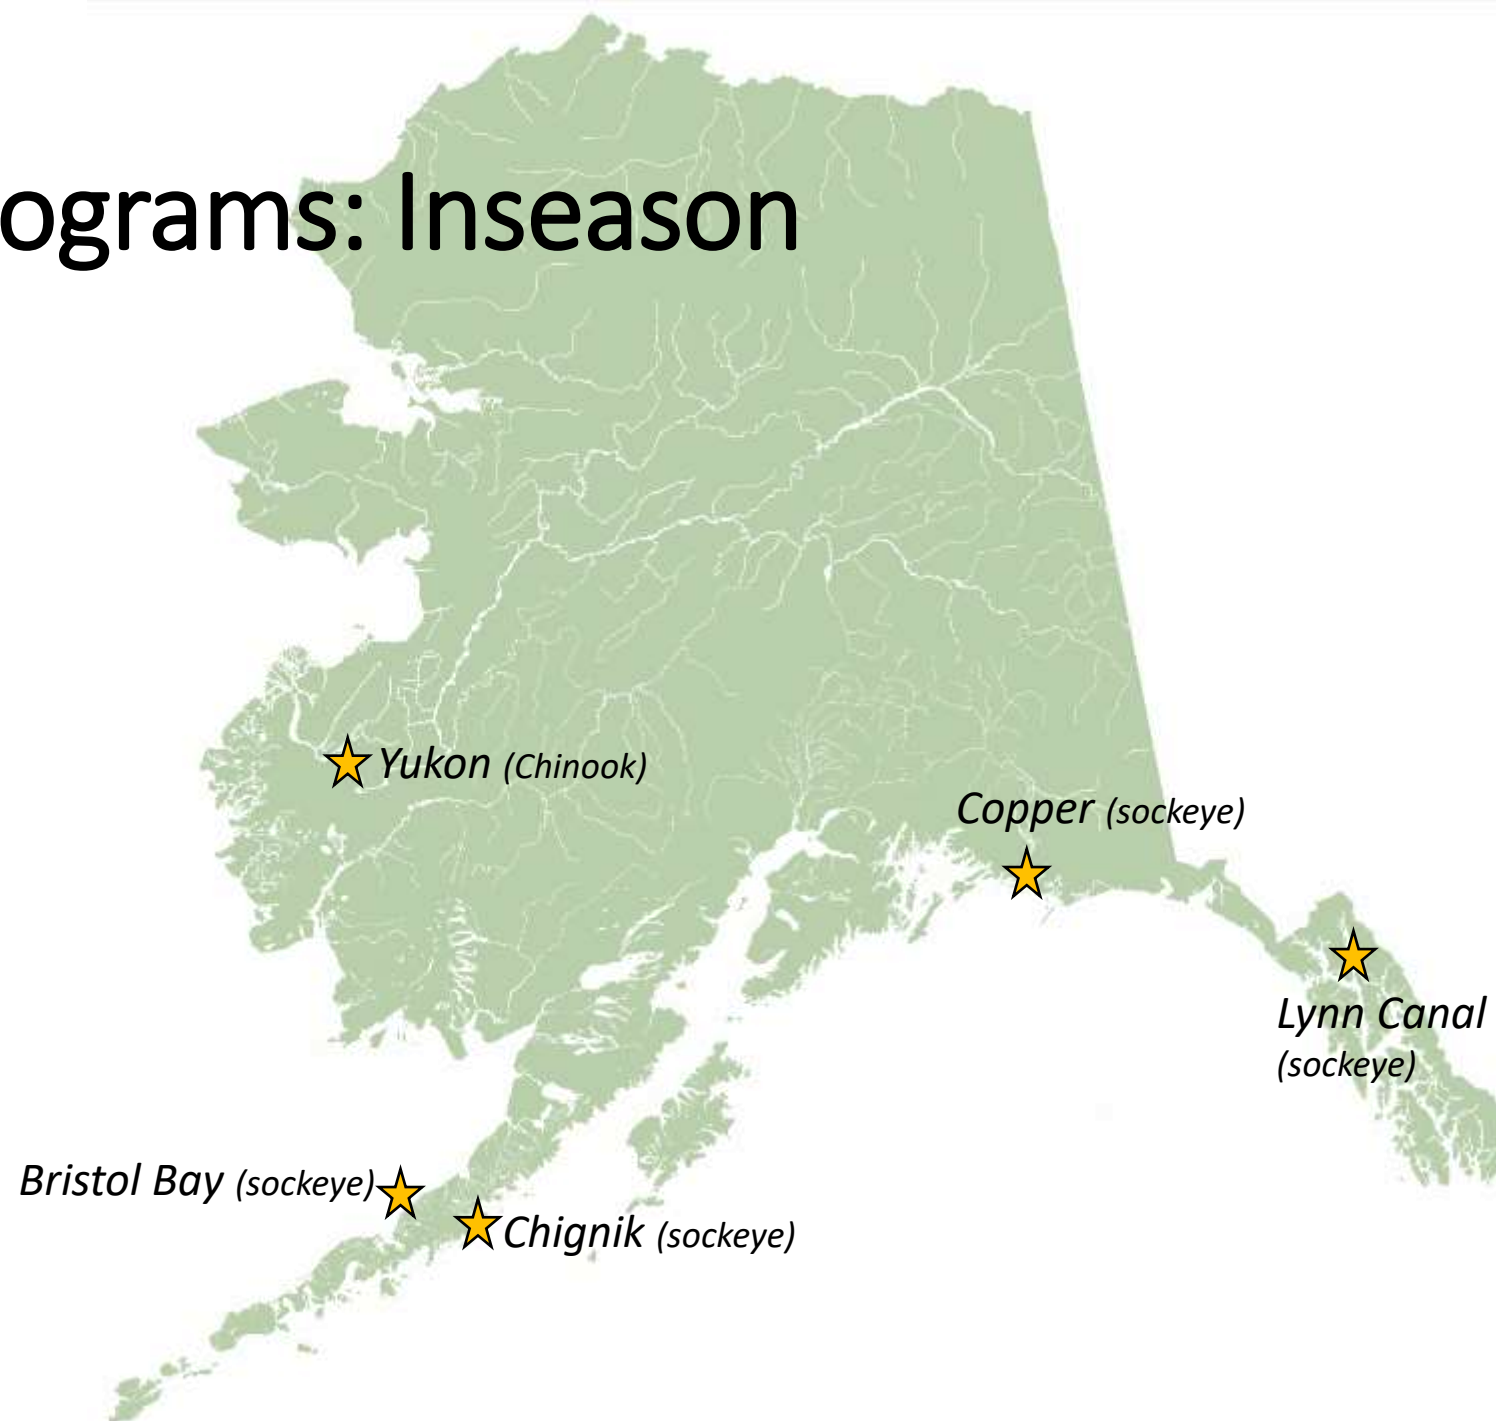 ograms: Inseason
Yukon (Chinook)
Copper (sockeye)
Lynn Canal
(sockeye)
Bristol Bay (sockeye)
Chignik (sockeye)